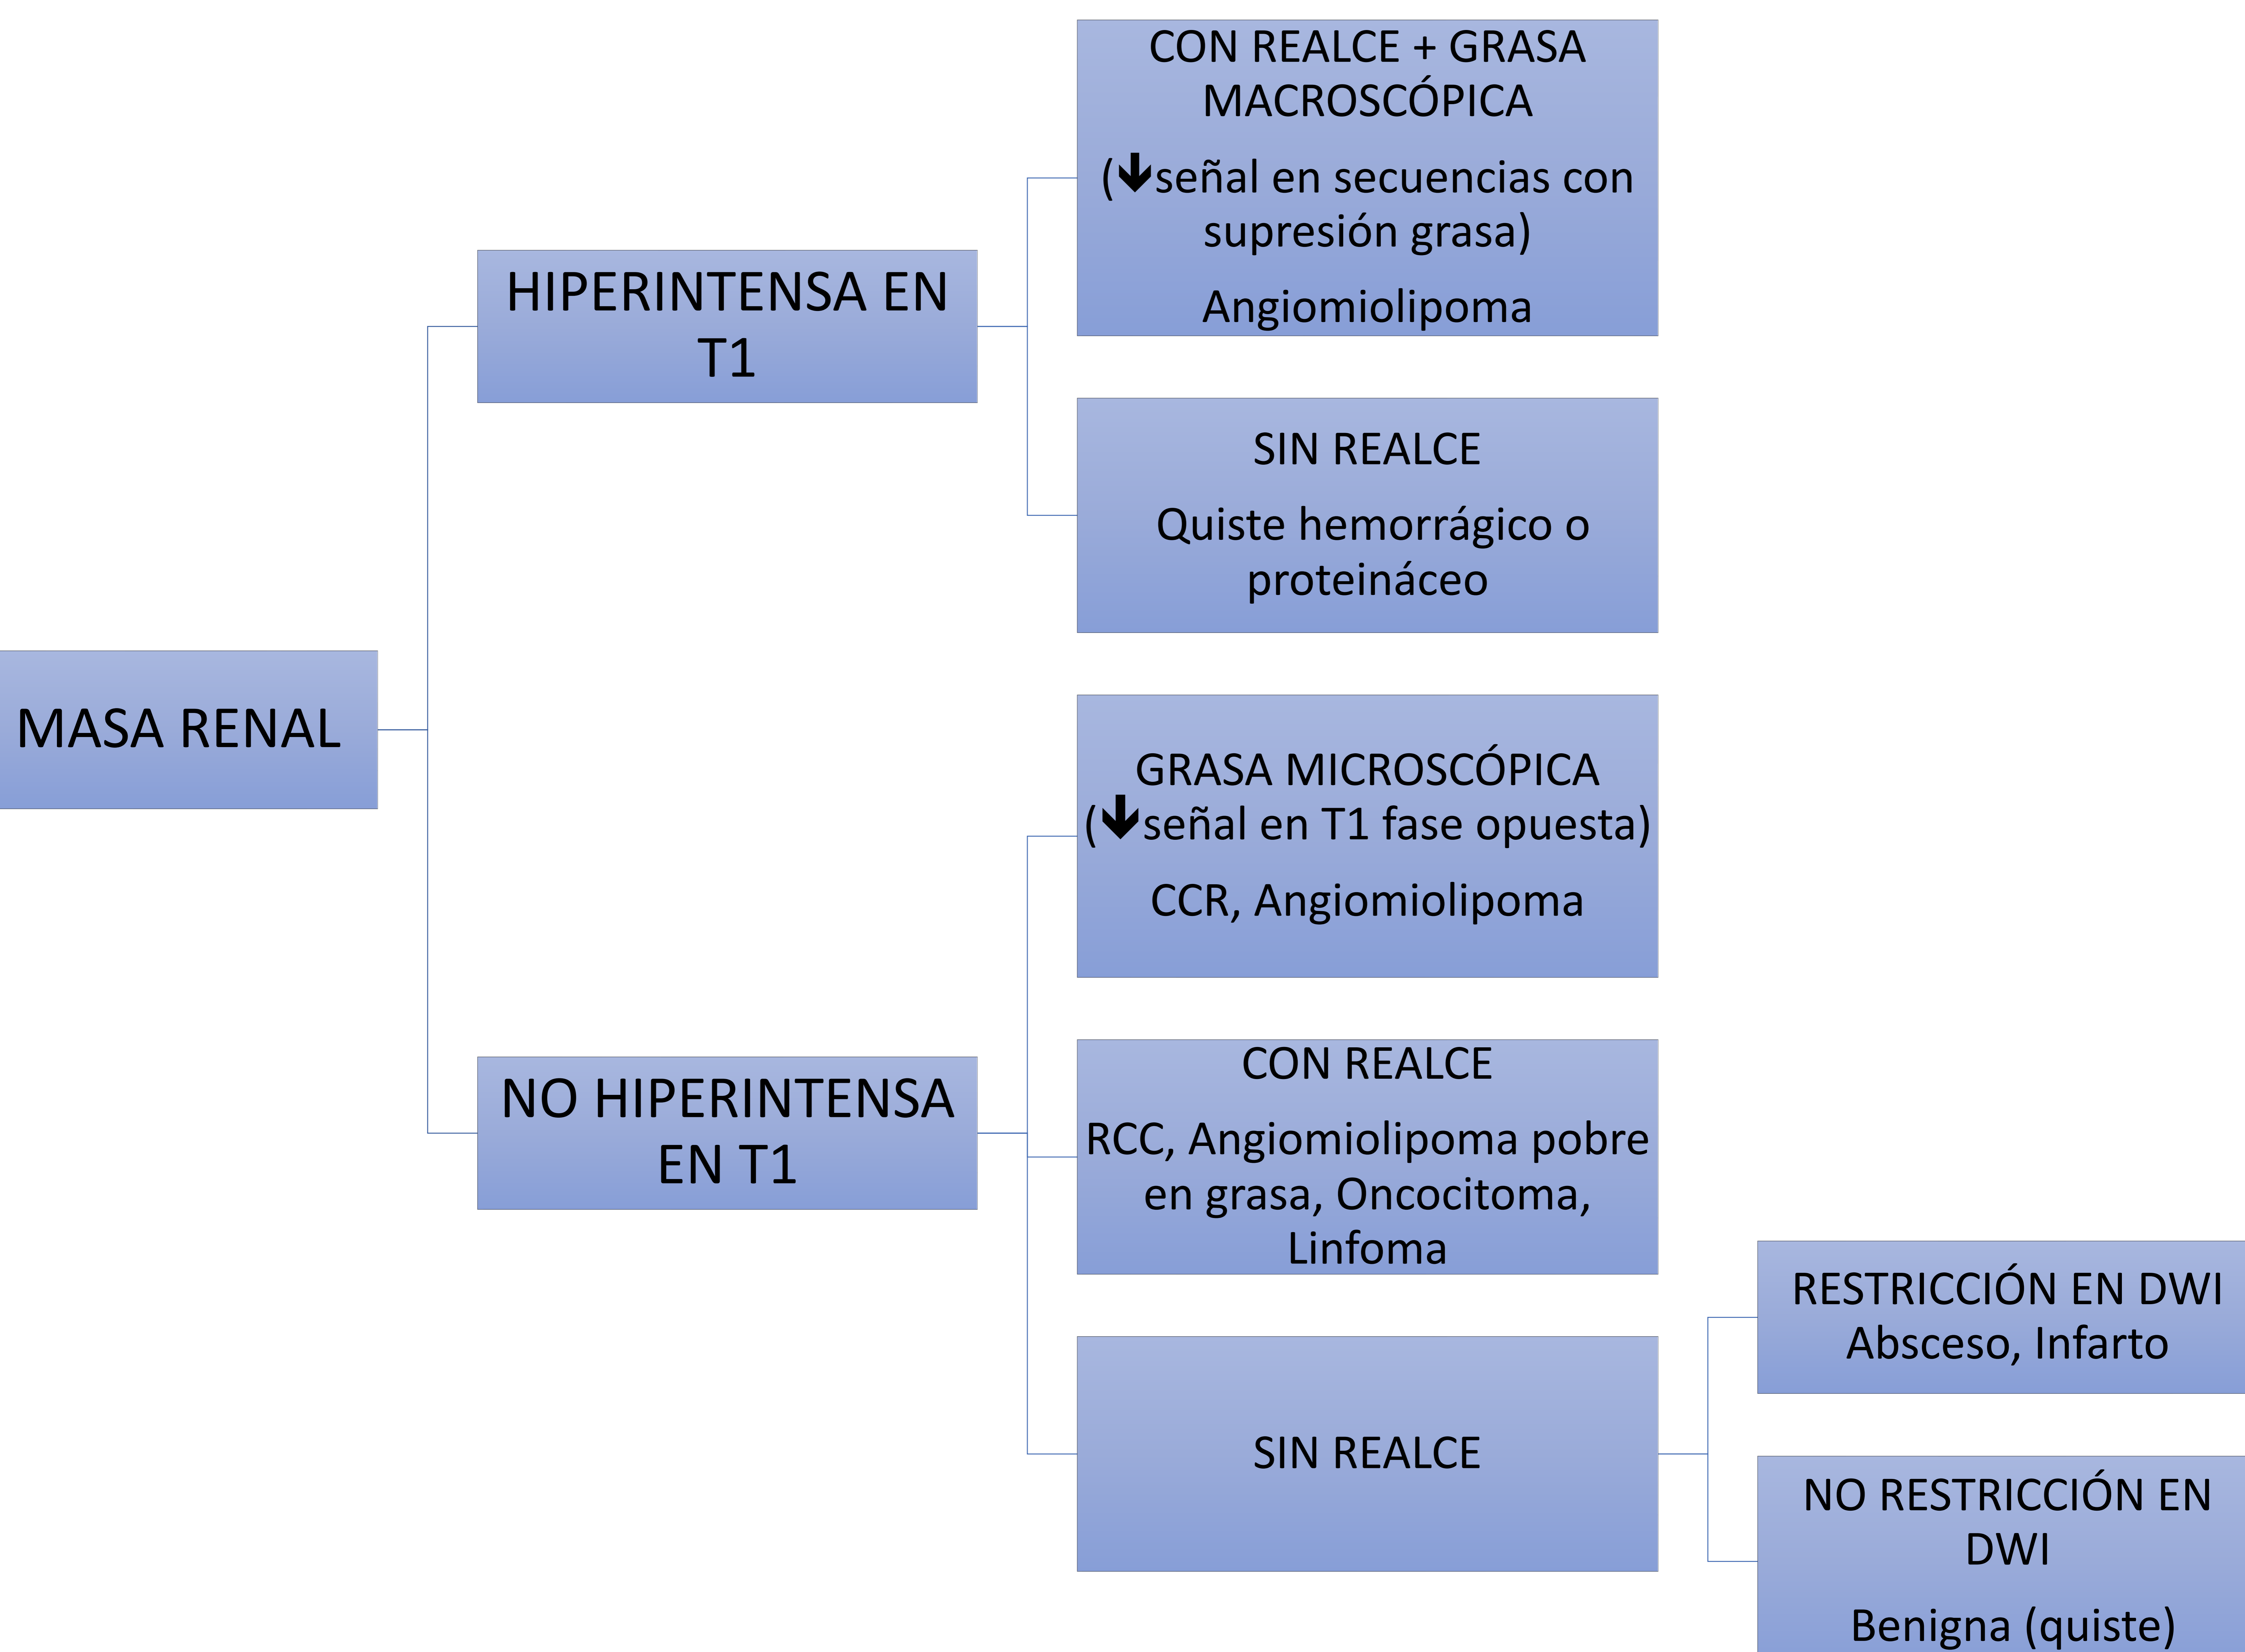 MASA RENAL
HIPERINTENSA EN
T1
CON REALCE + GRASA
MACROSCÓPICA
(🡻señal en secuencias con
supresión grasa)
Angiomiolipoma
SIN REALCE
Quiste hemorrágico o
proteináceo
NO HIPERINTENSA
EN T1
GRASA MICROSCÓPICA
(🡻señal en T1 fase opuesta)
CCR, Angiomiolipoma
CON REALCE
RCC, Angiomiolipoma pobre
en grasa, Oncocitoma,
Linfoma
SIN REALCE
RESTRICCIÓN EN DWI
Absceso, Infarto
NO RESTRICCIÓN EN
DWI
Benigna (quiste)